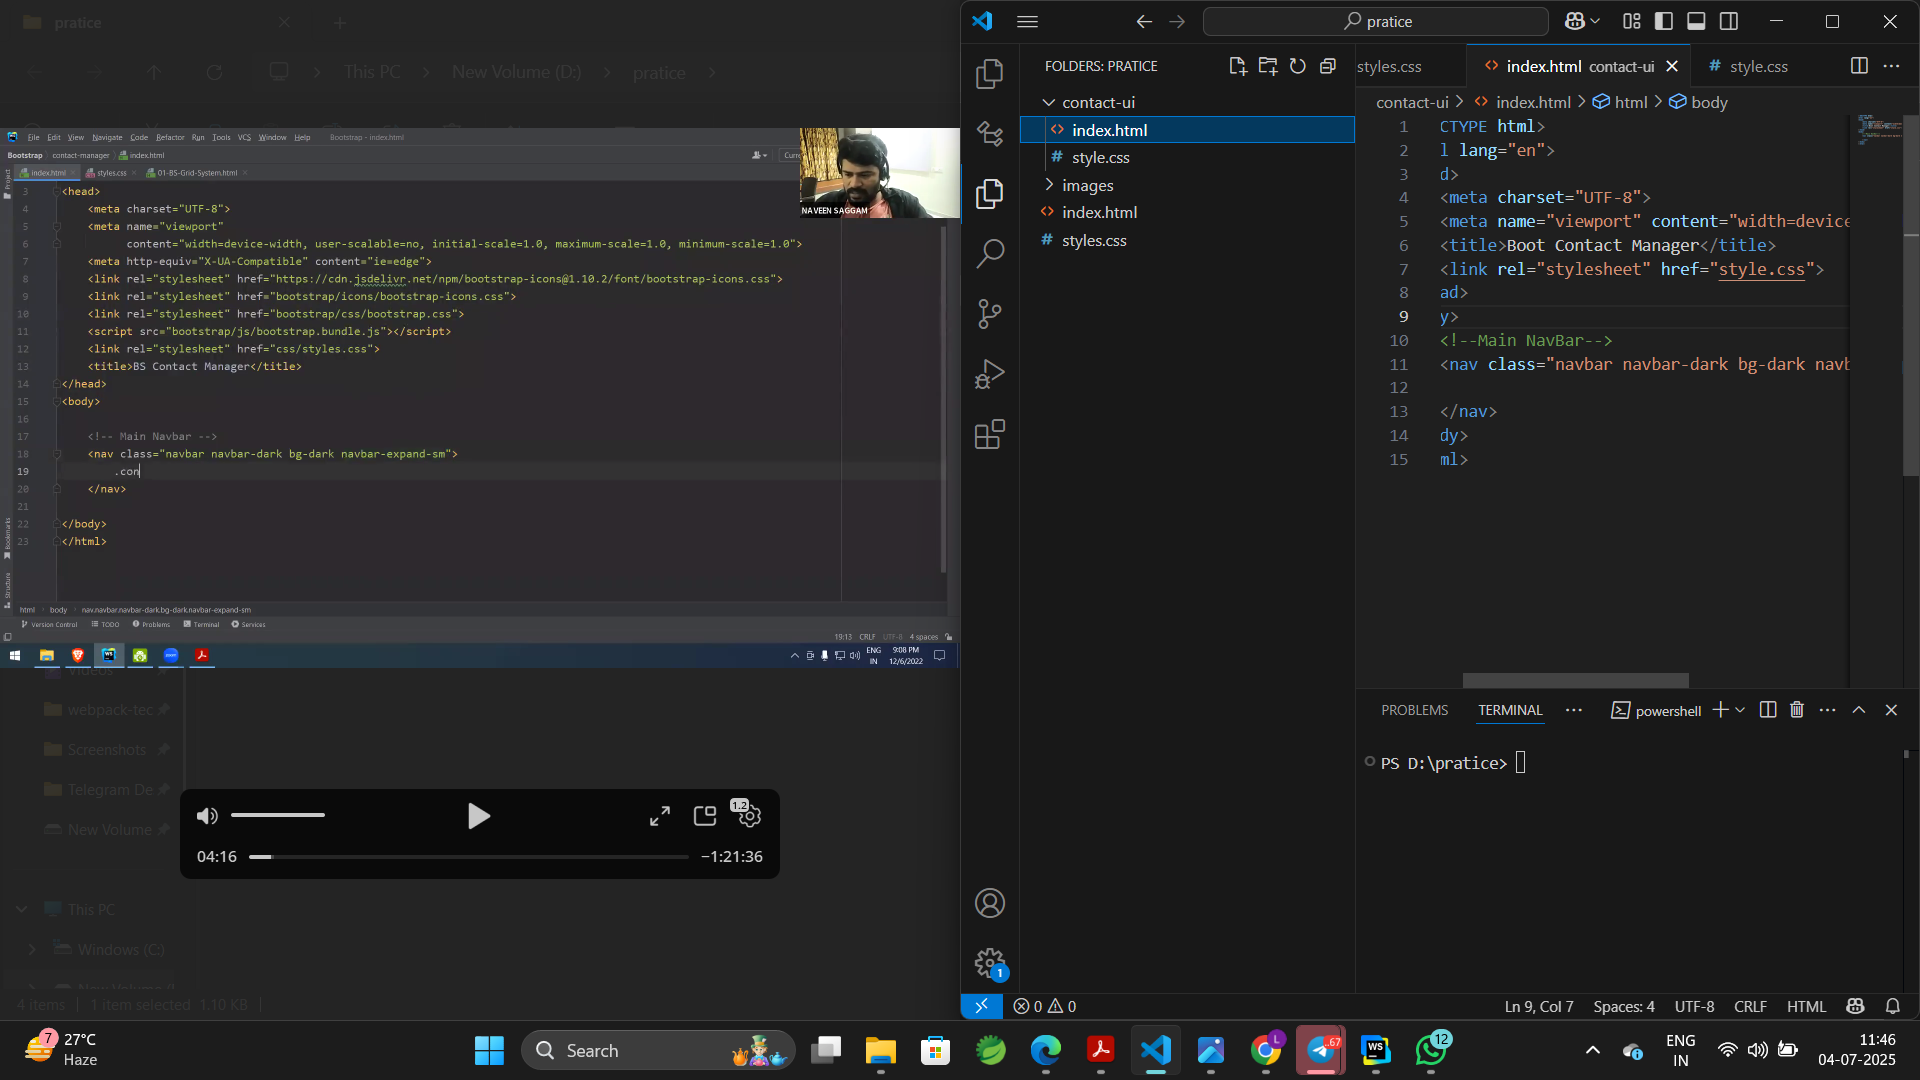 pratice
This PC
New Volume (D:)
pratice
File Edit View Navigate Code Refactor Run Tools VCS Window Help Bootstrap - index.html
Bootstrap contact-manager index.html
Curr
index.html styles.css 01-BS-Grid-System.html
NAVEEN SAGGAM
Project
3 <head>
4 <meta charset="UTF-8">
5 <meta name="viewport"
6 content="width=device-width, user-scalable=no, initial-scale=1.0, maximum-scale=1.0, minimum-scale=1.0">
7 <meta http-equiv="X-UA-Compatible" content="ie=edge">
8 <link rel="stylesheet" href="https://cdn.jsdelivr.net/npm/bootstrap-icons@1.10.2/font/bootstrap-icons.css">
9 <link rel="stylesheet" href="bootstrap/icons/bootstrap-icons.css">
10 <link rel="stylesheet" href="bootstrap/css/bootstrap.css">
11 <script src="bootstrap/js/bootstrap.bundle.js"></script>
12 <link rel="stylesheet" href="css/styles.css">
13 <title>BS Contact Manager</title>
14 </head>
15 <body>
16
17 <!-- Main Navbar -->
18 <nav class="navbar navbar-dark bg-dark navbar-expand-sm">
19 .con
20 </nav>
21
22 </body>
23 </html>
Bookmarks
Structure
html body nav.navbar.navbar-dark.bg-dark.navbar-expand-sm
Version Control TODO Problems Terminal Services
19:13 CRLF UTF-8 4 spaces
ENG
IN
9:08 PM
12/6/2022
Videos
webpack-tec
Screenshots
Telegram De
New Volume
1.2
04:16
−1:21:36
This PC
Windows (C:)
4 items
1 item selected 1.10 KB
pratice
FOLDERS: PRATICE
contact-ui
index.html
style.css
images
index.html
styles.css
1
styles.css
index.html contact-ui
style.css
contact-ui > index.html > html > body
1 CTYPE html>
2 l lang="en">
3 d>
4 <meta charset="UTF-8">
5 <meta name="viewport" content="width=device
6 <title>Boot Contact Manager</title>
7 <link rel="stylesheet" href="style.css">
8 ad>
9 y>
10 <!--Main NavBar-->
11 <nav class="navbar navbar-dark bg-dark navb
12
13 </nav>
14 dy>
15 ml>
PROBLEMS TERMINAL ... powershell
PS D:\pratice>
0 0
Ln 9, Col 7 Spaces: 4 UTF-8 CRLF HTML
7
27°C
Haze
Search
WS
L
67
12
ENG
IN
11:46
04-07-2025